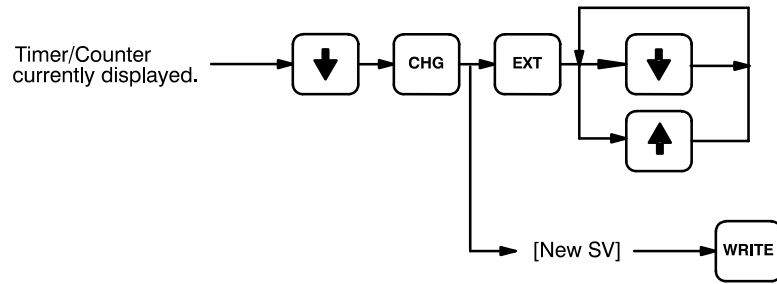 Timer/Counter
currently displayed.
CHG
EXT
[New SV]
WRITE